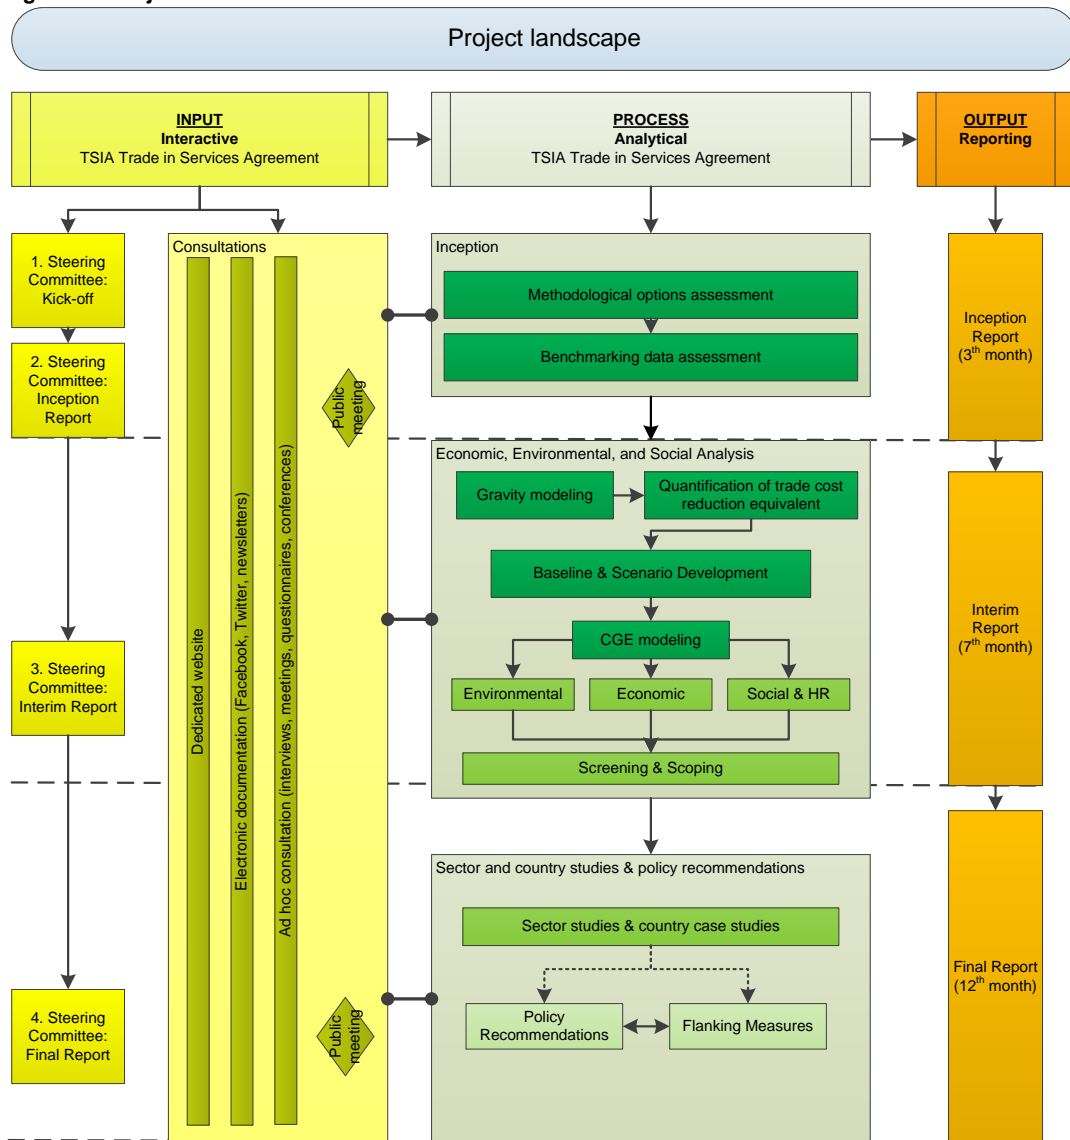 Project landscape
INPUT
Interactive
TSIA Trade in Services Agreement
PROCESS
Analytical
TSIA Trade in Services Agreement
OUTPUT
Reporting
1. Steering
Committee:
Kick-off
2. Steering
Committee:
Inception
Report
3. Steering
Committee:
Interim Report
4. Steering
Committee:
Final Report
Consultations
Dedicated website
Electronic documentation (Facebook, Twitter, newsletters)
Ad hoc consultation (interviews, meetings, questionnaires, conferences)
Public
meeting
Public
meeting
Inception
Methodological options assessment
Benchmarking data assessment
Economic, Environmental, and Social Analysis
Gravity modeling
Quantification of trade cost
reduction equivalent
Baseline & Scenario Development
CGE modeling
Environmental
Economic
Social & HR
Screening & Scoping
Sector and country studies & policy recommendations
Sector studies & country case studies
Policy
Recommendations
Flanking Measures
Inception
Report
(3th month)
Interim
Report
(7th month)
Final Report
(12th month)